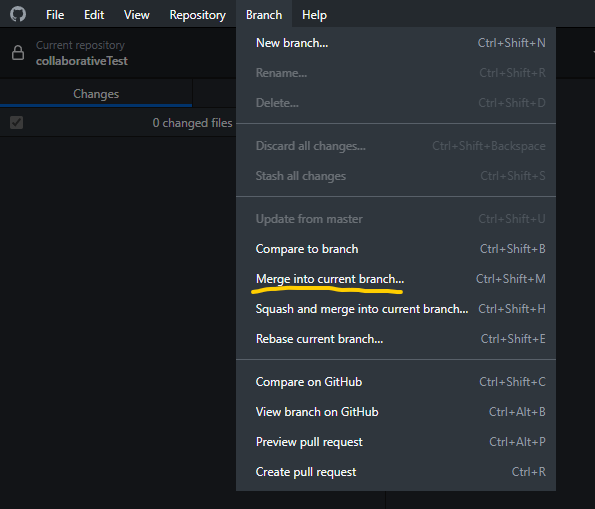 File Edit View Repository Branch Help
Current repository
collaborativeTest
Changes
0 changed files
New branch... Ctrl+Shift+N
Rename... Ctrl+Shift+R
Delete... Ctrl+Shift+D
Discard all changes... Ctrl+Shift+Backspace
Stash all changes Ctrl+Shift+S
Update from master Ctrl+Shift+U
Compare to branch Ctrl+Shift+B
Merge into current branch... Ctrl+Shift+M
Squash and merge into current branch... Ctrl+Shift+H
Rebase current branch... Ctrl+Shift+E
Compare on GitHub Ctrl+Shift+C
View branch on GitHub Ctrl+Alt+B
Preview pull request Ctrl+Alt+P
Create pull request Ctrl+R